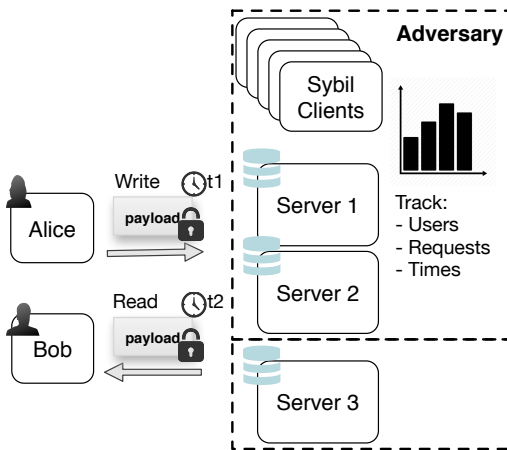 Adversary
Sybil
Clients
Write
t1
payload
Alice
Server 1
Track:
- Users
- Requests
- Times
Server 2
Read
t2
payload
Bob
Server 3